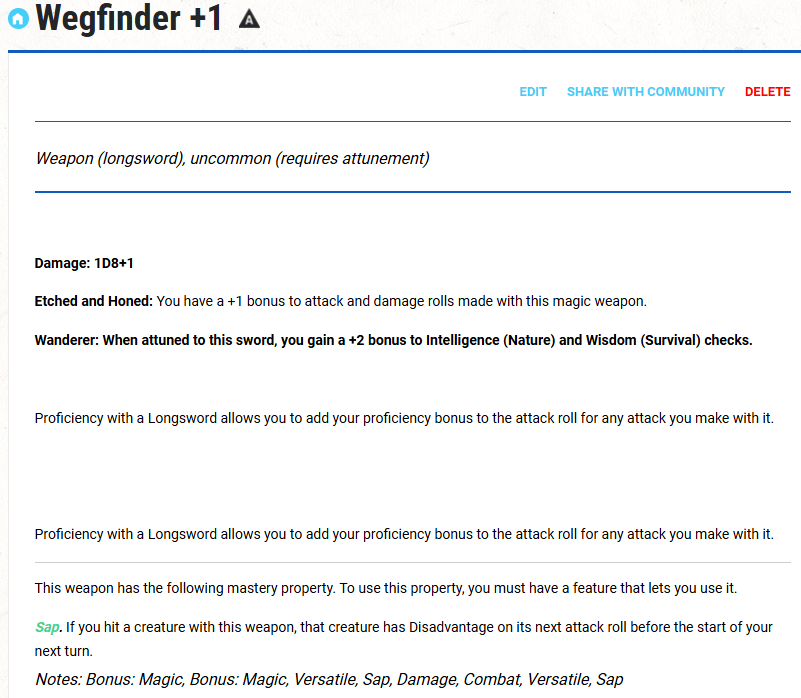 Wegfinder +1
EDIT SHARE WITH COMMUNITY DELETE
Weapon (longsword), uncommon (requires attunement)
Damage: 1D8+1
Etched and Honed: You have a +1 bonus to attack and damage rolls made with this magic weapon.
Wanderer: When attuned to this sword, you gain a +2 bonus to Intelligence (Nature) and Wisdom (Survival) checks.
Proficiency with a Longsword allows you to add your proficiency bonus to the attack roll for any attack you make with it.
Proficiency with a Longsword allows you to add your proficiency bonus to the attack roll for any attack you make with it.
This weapon has the following mastery property. To use this property, you must have a feature that lets you use it.
Sap. If you hit a creature with this weapon, that creature has Disadvantage on its next attack roll before the start of your
next turn.
Notes: Bonus: Magic, Bonus: Magic, Versatile, Sap, Damage, Combat, Versatile, Sap